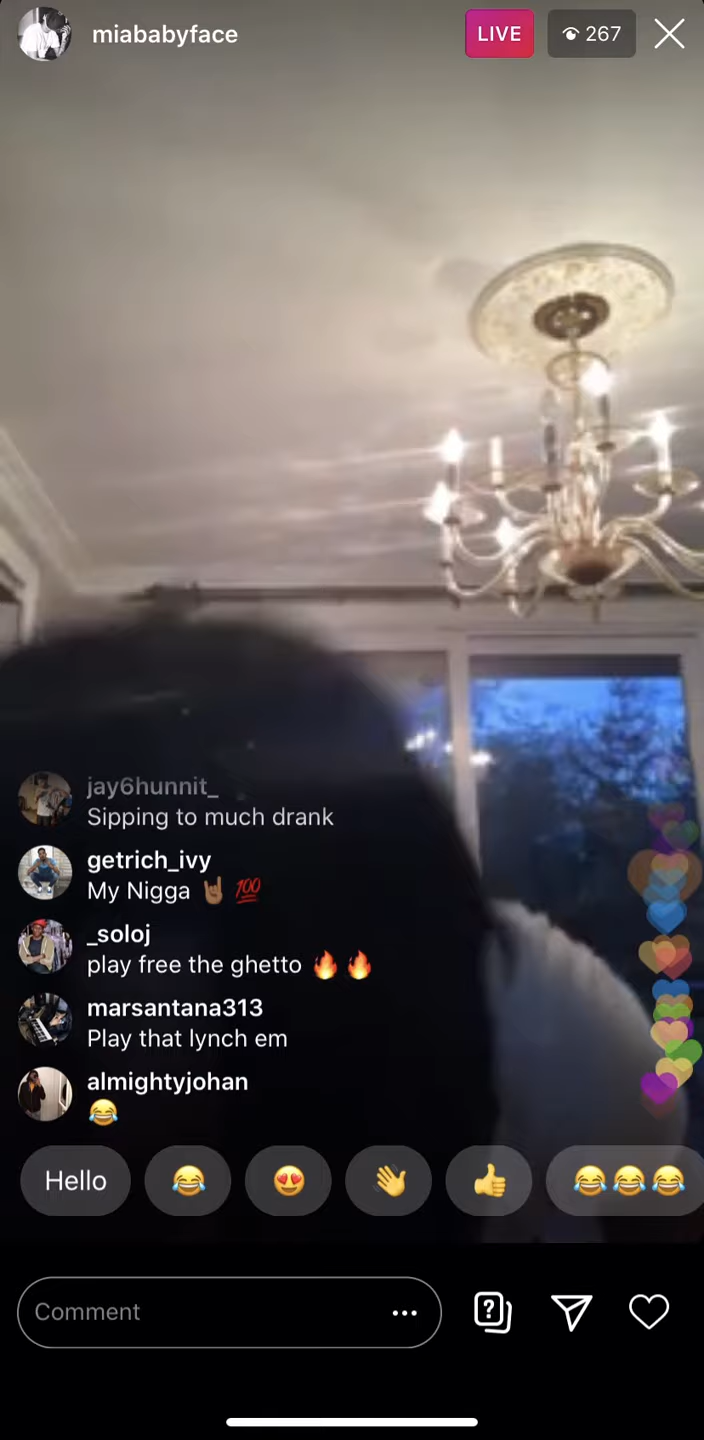 miababyface
LIVE
267
jay6hunnit_
Sipping to much drank
getrich_ivy
My Nigga 🤘🏾 💯
_soloj
play free the ghetto 🔥 🔥
marsantana313
Play that lynch em
almightyjohan
😂
Hello 😂 😍 👋 👍 😂😂😂
Comment